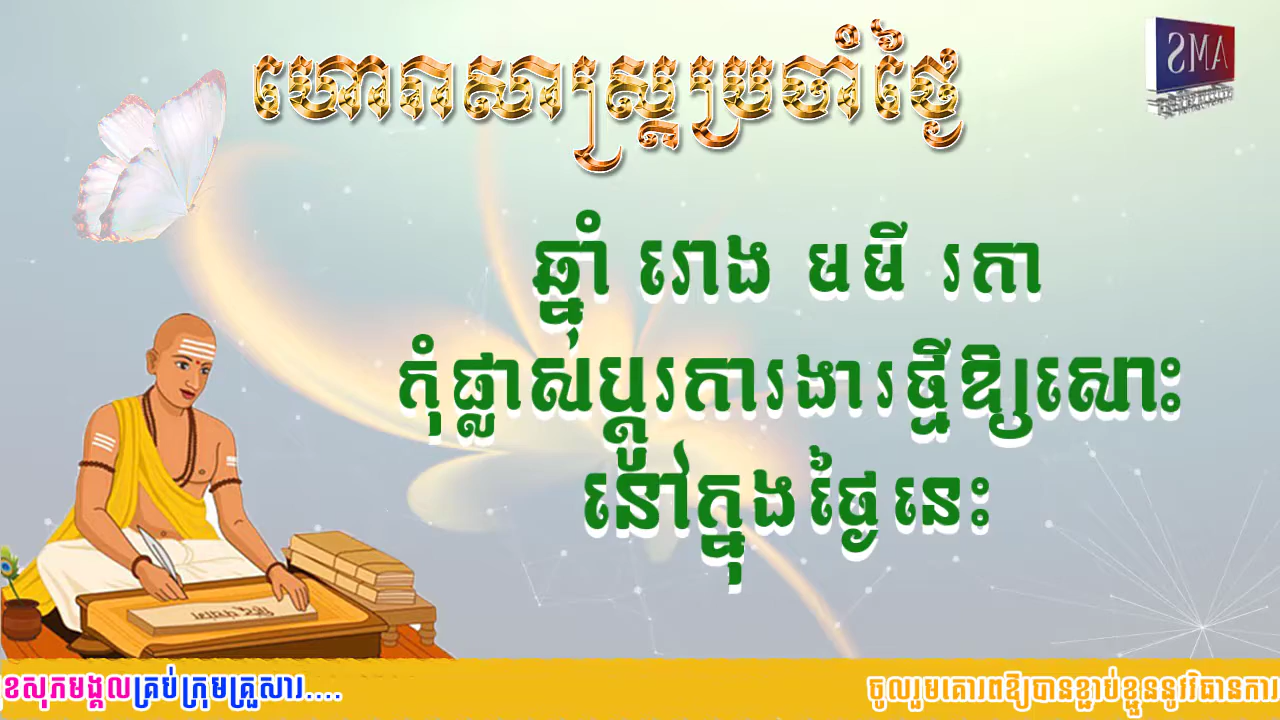 ហោរាសាស្រ្តប្រចាំថ្ងៃ
AMS
ឆ្នាំ រោង មមី រកា
កុំផ្លាស់ប្តូរការងារថ្មីឱ្យសោះ
នៅក្នុងថ្ងៃនេះ
ខសុភមង្គលគ្រប់ក្រុមគ្រួសារ....
ចូលរួមគោរពឱ្យបានខ្ជាប់ខ្ជួននូវវិធានការ